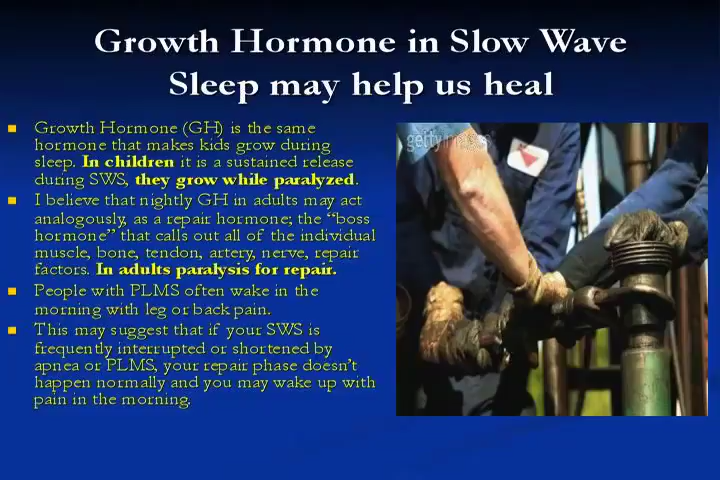 Growth Hormone in Slow Wave
Sleep may help us heal
Growth Hormone (GH) is the same
hormone that makes kids grow during
sleep. In children it is a sustained release
during SWS, they grow while paralyzed.
I believe that nightly GH in adults may act
analogously, as a repair hormone; the “boss
hormone” that calls out all of the individual
muscle, bone, tendon, artery, nerve, repair
factors. In adults paralysis for repair.
People with PLMS often wake in the
morning with leg or back pain.
This may suggest that if your SWS is
frequently interrupted or shortened by
apnea or PLMS, your repair phase doesn’t
happen normally and you may wake up with
pain in the morning.